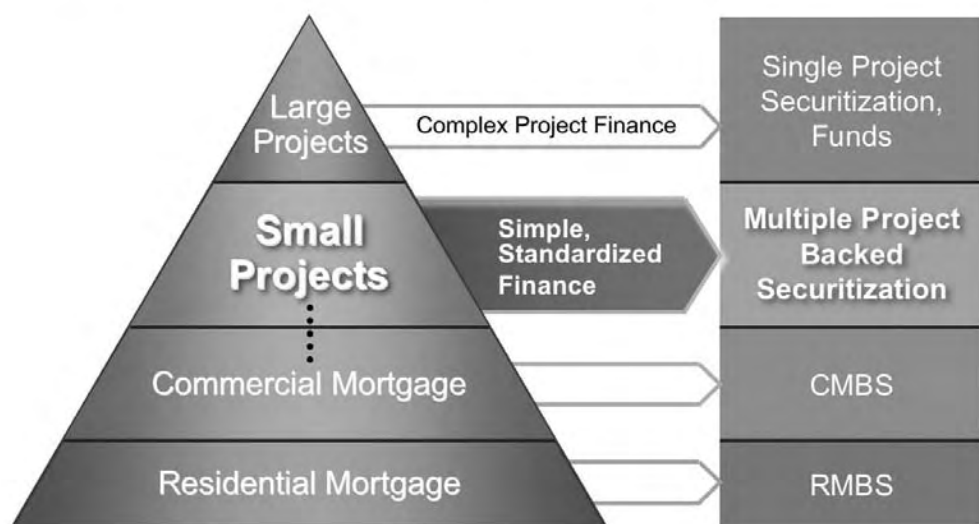 Large
Projects
Complex Project Finance
Single Project
Securitization,
Funds
Small
Projects
Simple,
Standardized
Finance
Multiple Project
Backed
Securitization
Commercial Mortgage
CMBS
Residential Mortgage
RMBS